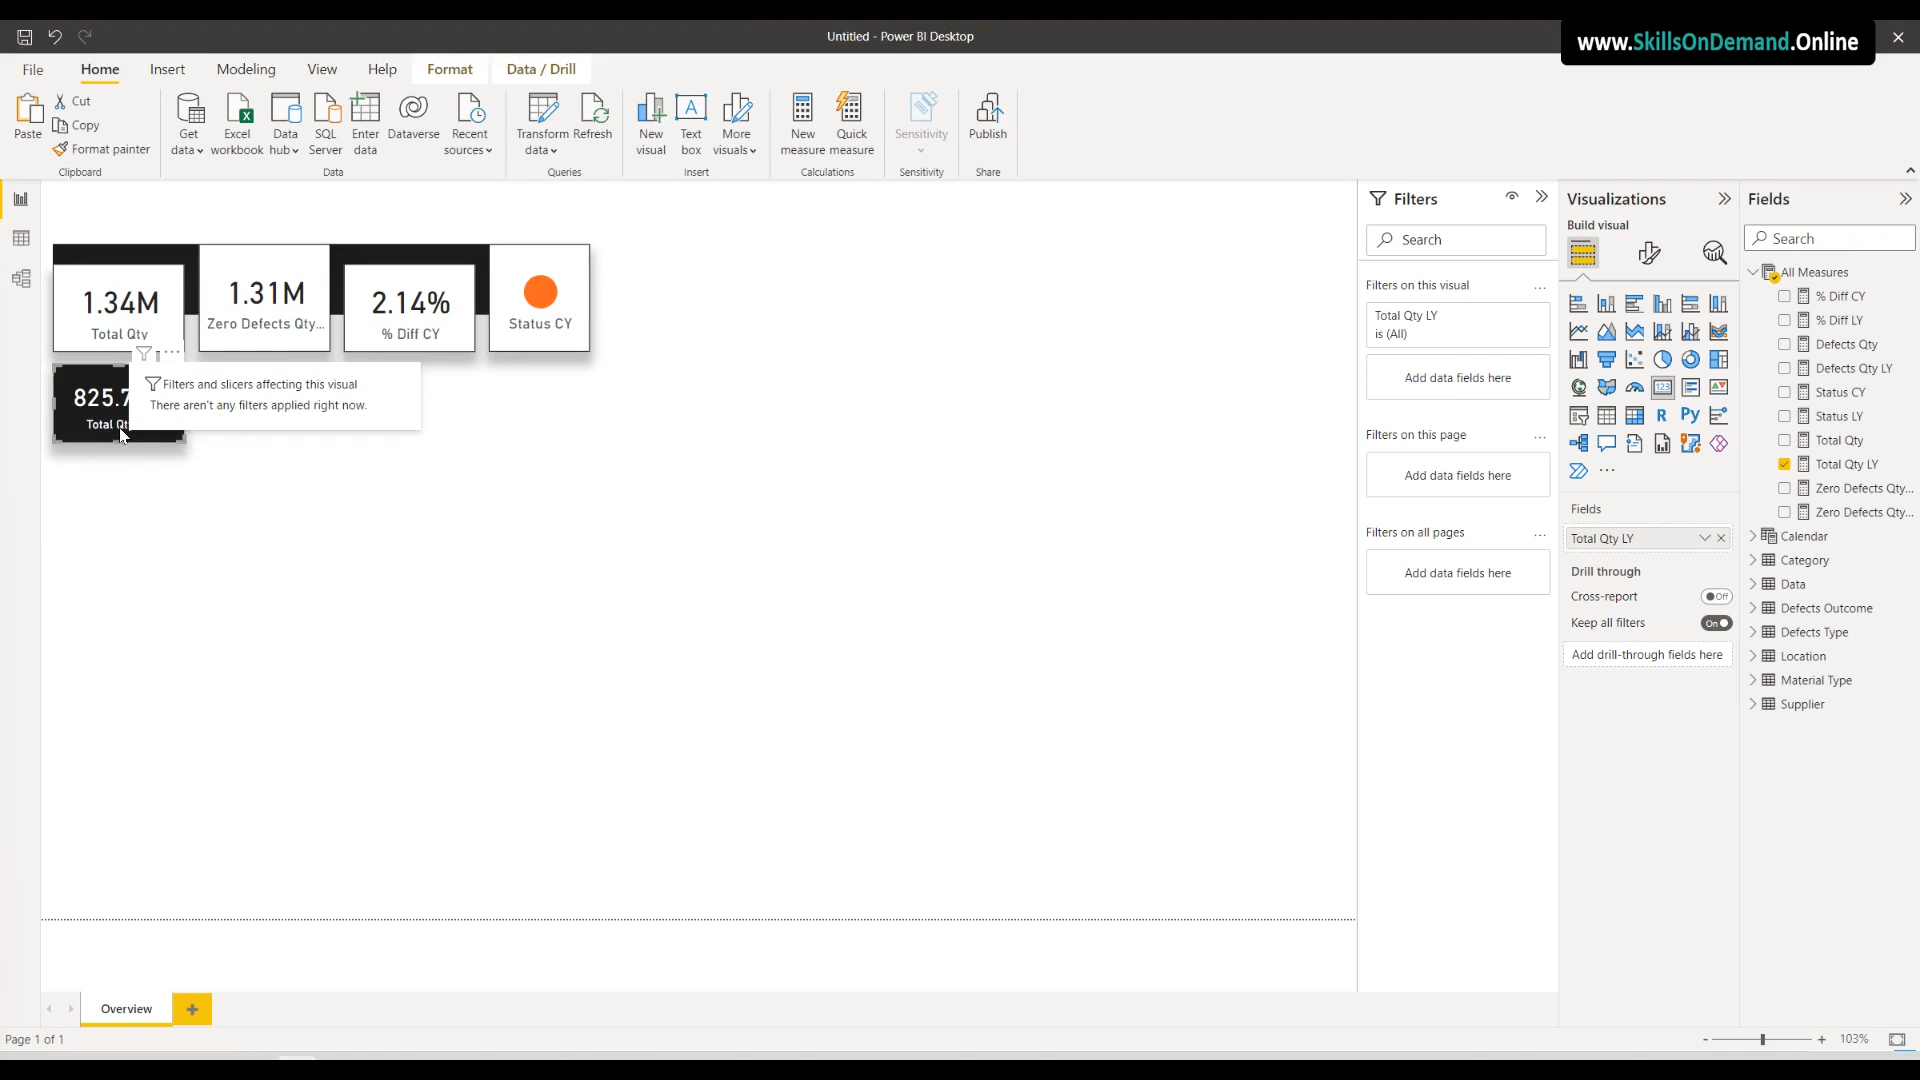 Untitled - Power BI Desktop
www.SkillsOnDemand.Online
File
Home
Insert
Modeling
View
Help
Format
Data / Drill
Paste
Cut
Copy
Format painter
Clipboard
Get
data
Excel
workbook
Data
hub
SQL
Server
Enter
data
Dataverse
Recent
sources
Data
Transform
data
Refresh
Queries
New
visual
Text
box
More
visuals
Insert
New
measure
Quick
measure
Calculations
Sensitivity
Sensitivity
Publish
Share
1.34M
Total Qty
1.31M
Zero Defects Qty...
2.14%
% Diff CY
Status CY
825.7
Total Qt
Filters and slicers affecting this visual
There aren't any filters applied right now.
Filters
Search
Filters on this visual
...
Total Qty LY
is (All)
Add data fields here
Filters on this page
...
Add data fields here
Filters on all pages
...
Add data fields here
Visualizations
Build visual
123
R
Py
...
Fields
Total Qty LY
Drill through
Cross-report
Off
Keep all filters
On
Add drill-through fields here
Fields
Search
All Measures
% Diff CY
% Diff LY
Defects Qty
Defects Qty LY
Status CY
Status LY
Total Qty
Total Qty LY
Zero Defects Qty...
Zero Defects Qty...
Calendar
Category
Data
Defects Outcome
Defects Type
Location
Material Type
Supplier
Overview
Page 1 of 1
- + 103%